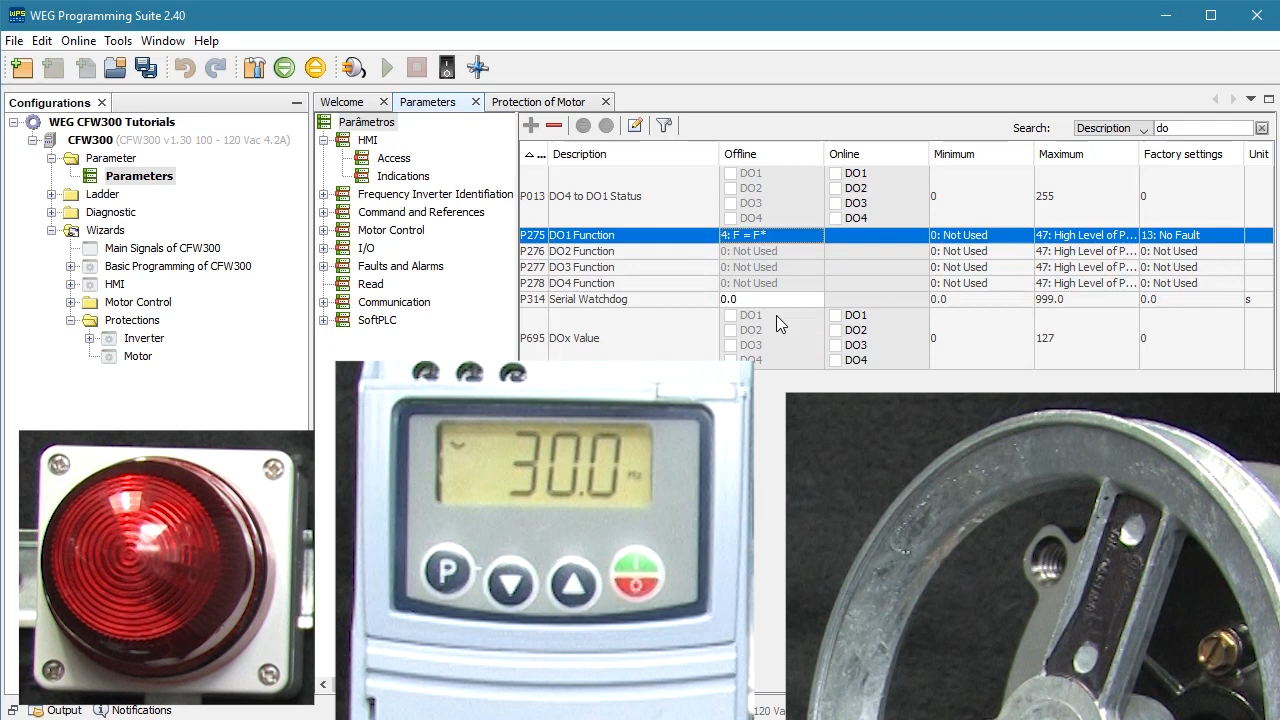 WPS WEG Programming Suite 2.40
File Edit Online Tools Window Help
Configurations
WEG CFW300 Tutorials
CFW300 (CFW300 v1.30 100 - 120 Vac 4.2A)
Parameter
Parameters
Ladder
Diagnostic
Wizards
Main Signals of CFW300
Basic Programming of CFW300
HMI
Motor Control
Protections
Inverter
Motor
Welcome Parameters Protection of Motor
Parâmetros
HMI
Access
Indications
Frequency Inverter Identification
Command and References
Motor Control
I\O
Faults and Alarms
Read
Communication
SoftPLC
Search: Description do
... Description Offline Online Minimum Maximum Factory settings Unit
P013 DO4 to DO1 Status DO1 DO2 DO3 DO4 DO1 DO2 DO3 DO4 0 255 0
P275 DO1 Function 4: F = F* 0: Not Used 47: High Level of P... 13: No Fault
P276 DO2 Function 0: Not Used 0: Not Used 47: High Level of P... 0: Not Used
P277 DO3 Function 0: Not Used 0: Not Used 47: High Level of P... 0: Not Used
P278 DO4 Function 0: Not Used 0: Not Used 47: High Level of P... 0: Not Used
P314 Serial Watchdog 0.0 0.0 999.0 0.0 s
P695 DOx Value DO1 DO2 DO3 DO4 DO1 DO2 DO3 DO4 0 127 0
30.0 Hz
P I O
Output Notifications
120 Va